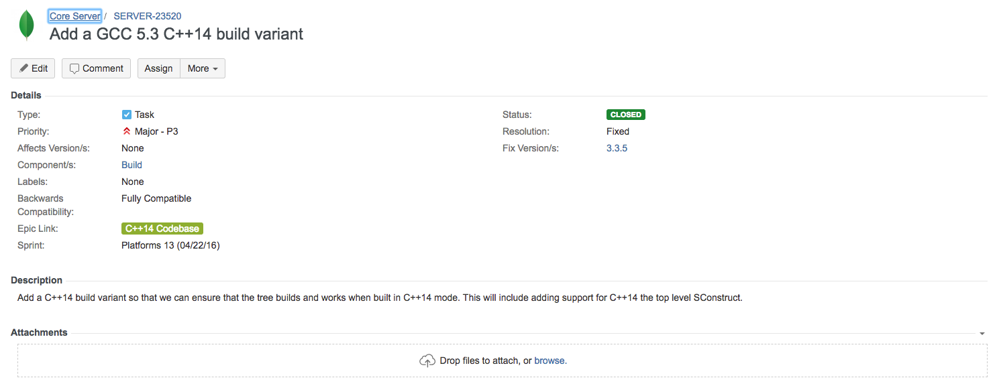 Core Server / SERVER-23520
Add a GCC 5.3 C++14 build variant
Edit Comment Assign More
Details
Type: Task Status: CLOSED
Priority: Major - P3 Resolution: Fixed
Affects Version/s: None Fix Version/s: 3.3.5
Component/s: Build
Labels: None
Backwards Fully Compatible
Compatibility:
Epic Link: C++14 Codebase
Sprint: Platforms 13 (04/22/16)
Description
Add a C++14 build variant so that we can ensure that the tree builds and works when built in C++14 mode. This will include adding support for C++14 the top level SConstruct.
Attachments
Drop files to attach, or browse.